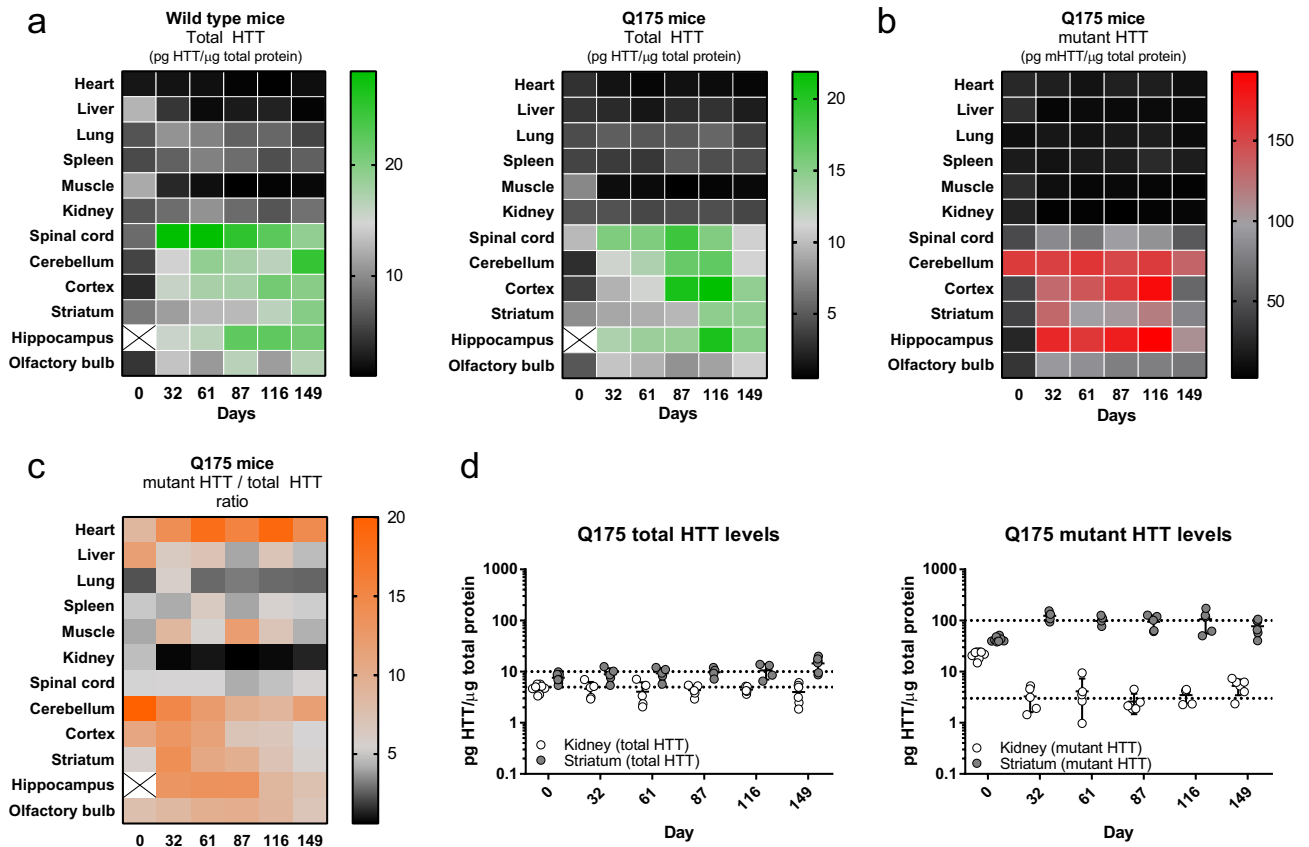 a
Wild type mice
Total HTT
(pg HTT/µg total protein)
Heart
Liver
Lung
Spleen
Muscle
Kidney
Spinal cord
Cerebellum
Cortex
Striatum
Hippocampus
Olfactory bulb
0 32 61 87 116 149
Days
20
10
Q175 mice
Total HTT
(pg HTT/µg total protein)
Heart
Liver
Lung
Spleen
Muscle
Kidney
Spinal cord
Cerebellum
Cortex
Striatum
Hippocampus
Olfactory bulb
0 32 61 87 116 149
Days
20
15
10
5
b
Q175 mice
mutant HTT
(pg mHTT/µg total protein)
Heart
Liver
Lung
Spleen
Muscle
Kidney
Spinal cord
Cerebellum
Cortex
Striatum
Hippocampus
Olfactory bulb
0 32 61 87 116 149
Days
150
100
50
c
Q175 mice
mutant HTT / total HTT
ratio
Heart
Liver
Lung
Spleen
Muscle
Kidney
Spinal cord
Cerebellum
Cortex
Striatum
Hippocampus
Olfactory bulb
0 32 61 87 116 149
20
15
10
5
d
Q175 total HTT levels
pg HTT/µg total protein
1000
100
10
1
0.1
Kidney (total HTT)
Striatum (total HTT)
0 32 61 87 116 149
Day
Q175 mutant HTT levels
pg HTT/µg total protein
1000
100
10
1
0.1
Kidney (mutant HTT)
Striatum (mutant HTT)
0 32 61 87 116 149
Day